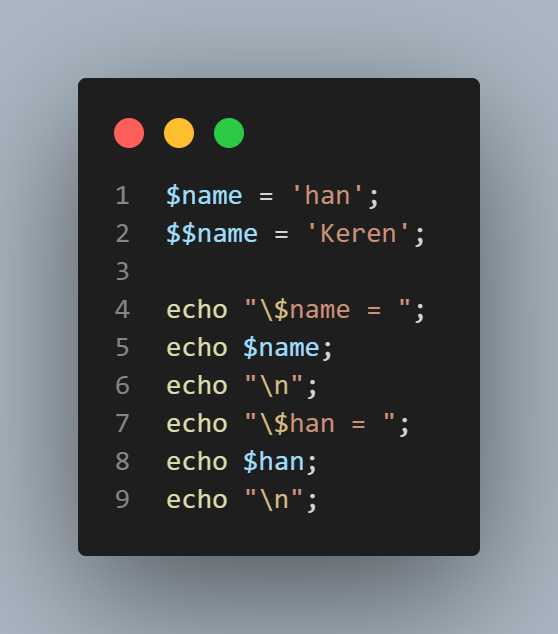 1 $name = 'han';
2 $$name = 'Keren';
3
4 echo "\$name = ";
5 echo $name;
6 echo "\n";
7 echo "\$han = ";
8 echo $han;
9 echo "\n";